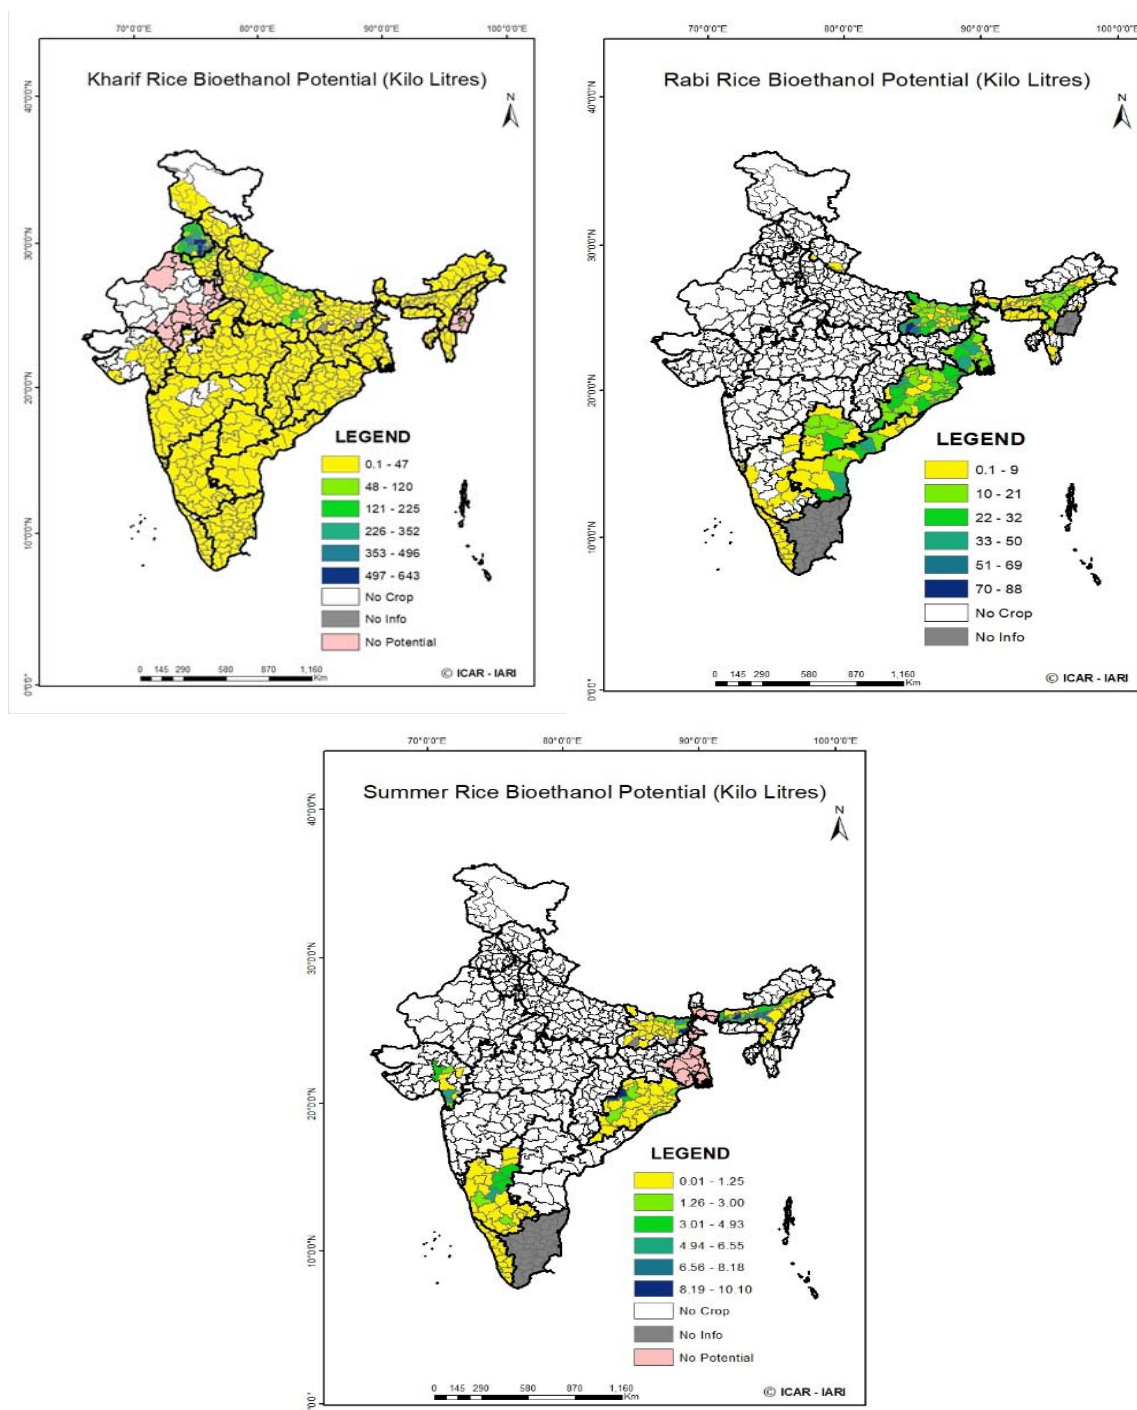 70°0'0"E 80°0'0"E 90°0'0"E 100°0'0"E
Kharif Rice Bioethanol Potential (Kilo Litres)
N
40°0'0"N
30°0'0"N
20°0'0"N
10°0'0"N
0°0'0"
LEGEND
0.1 - 47
48 - 120
121 - 225
226 - 352
353 - 496
497 - 643
No Crop
No Info
No Potential
0 145 290 580 870 1,160
Km
© ICAR - IARI
70°0'0"E 80°0'0"E 90°0'0"E 100°0'0"E
Rabi Rice Bioethanol Potential (Kilo Litres)
N
40°0'0"N
30°0'0"N
20°0'0"N
10°0'0"N
0°0'0"
LEGEND
0.1 - 9
10 - 21
22 - 32
33 - 50
51 - 69
70 - 88
No Crop
No Info
0 145 290 580 870 1,160
Km
© ICAR - IARI
70°0'0"E 80°0'0"E 90°0'0"E 100°0'0"E
Summer Rice Bioethanol Potential (Kilo Litres)
N
40°0'0"N
30°0'0"N
20°0'0"N
10°0'0"N
LEGEND
0.01 - 1.25
1.26 - 3.00
3.01 - 4.93
4.94 - 6.55
6.56 - 8.18
8.19 - 10.10
No Crop
No Info
No Potential
0 145 290 580 870 1,160
Km
© ICAR - IARI